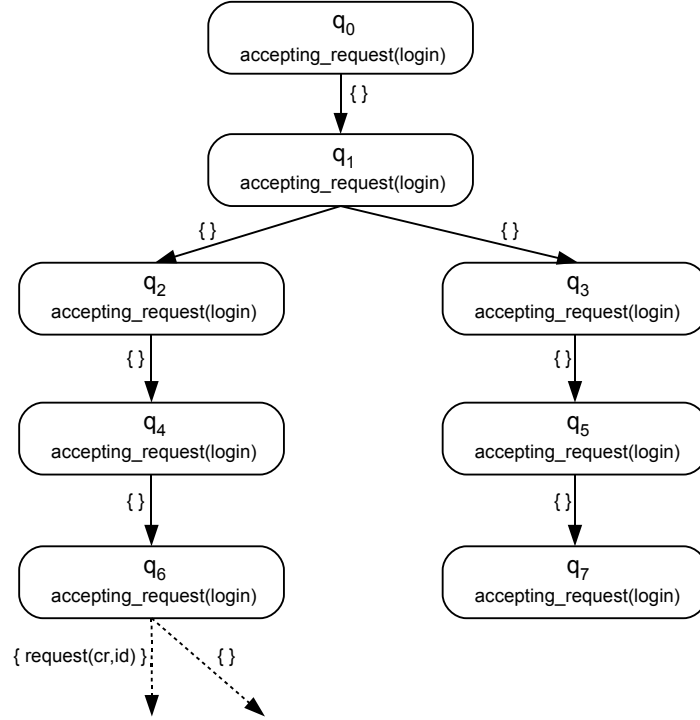 q0
accepting_request(login)
{ }
q1
accepting_request(login)
{ }
{ }
q2
accepting_request(login)
q3
accepting_request(login)
{ }
{ }
q4
accepting_request(login)
q5
accepting_request(login)
{ }
{ }
q6
accepting_request(login)
q7
accepting_request(login)
{ request(cr,id) }
{ }